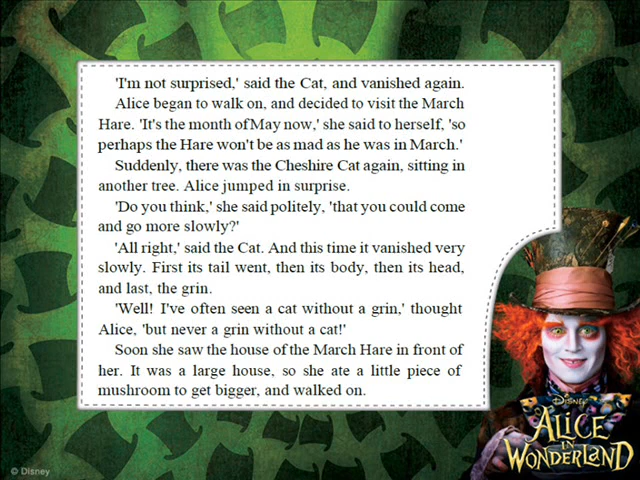 'I'm not surprised,' said the Cat, and vanished again.
Alice began to walk on, and decided to visit the March
Hare. 'It's the month of May now,' she said to herself, 'so
perhaps the Hare won't be as mad as he was in March.'
Suddenly, there was the Cheshire Cat again, sitting in
another tree. Alice jumped in surprise.
'Do you think,' she said politely, 'that you could come
and go more slowly?'
'All right,' said the Cat. And this time it vanished very
slowly. First its tail went, then its body, then its head,
and last, the grin.
'Well! I've often seen a cat without a grin,' thought
Alice, 'but never a grin without a cat!'
Soon she saw the house of the March Hare in front of
her. It was a large house, so she ate a little piece of
mushroom to get bigger, and walked on.
DISNEY
ALICE
IN
WONDERLAND
© Disney